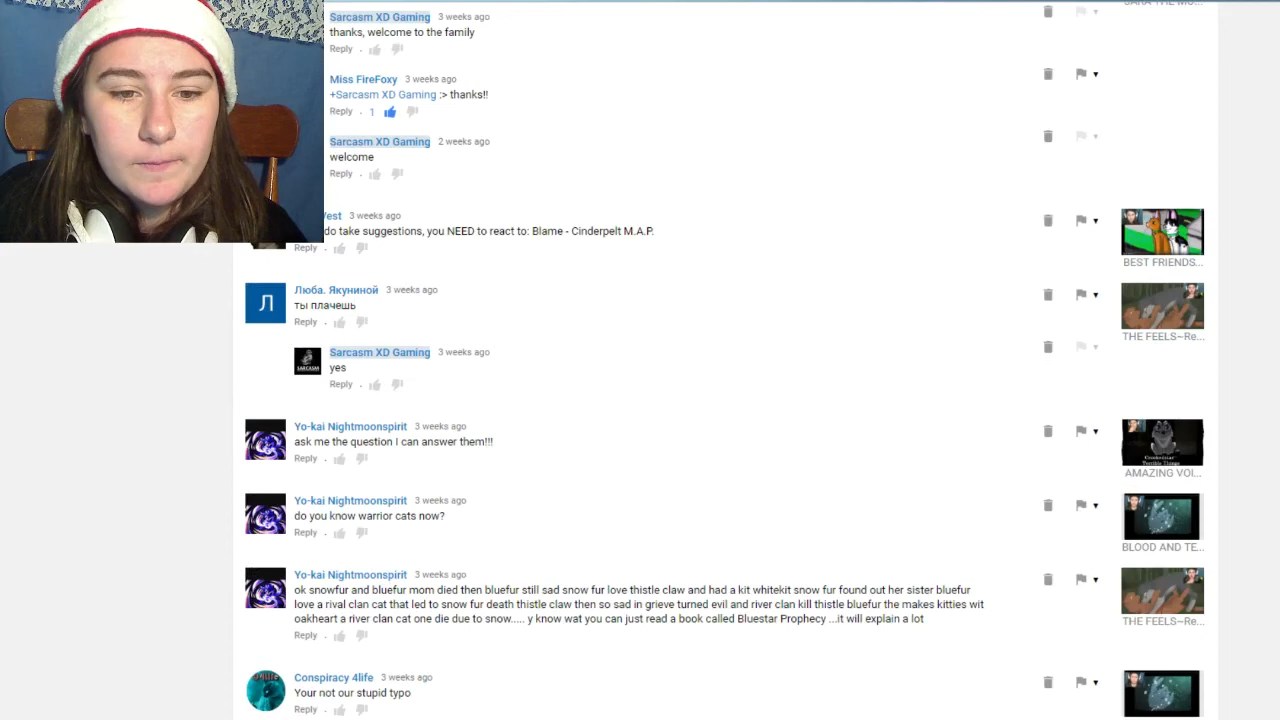 Sarcasm XD Gaming 3 weeks ago
thanks, welcome to the family
Reply
Miss FireFoxy 3 weeks ago
+Sarcasm XD Gaming :> thanks!!
Reply . 1
Sarcasm XD Gaming 2 weeks ago
welcome
Reply
3 weeks ago
do take suggestions, you NEED to react to: Blame - Cinderpelt M.A.P.
Reply
BEST FRIENDS...
Люба. Якуниной 3 weeks ago
ты плачешь
Reply
THE FEELS~Re...
Sarcasm XD Gaming 3 weeks ago
SARCASM
yes
Reply
Yo-kai Nightmoonspirit 3 weeks ago
ask me the question I can answer them!!!
Reply
Terrible Things
AMAZING VOI...
Yo-kai Nightmoonspirit 3 weeks ago
do you know warrior cats now?
Reply
BLOOD AND TE...
Yo-kai Nightmoonspirit 3 weeks ago
ok snowfur and bluefur mom died then bluefur still sad snow fur love thistle claw and had a kit whitekit snow fur found out her sister bluefur
love a rival clan cat that led to snow fur death thistle claw then so sad in grieve turned evil and river clan kill thistle bluefur the makes kitties wit
oakheart a river clan cat one die due to snow..... y know wat you can just read a book called Bluestar Prophecy ...it will explain a lot
Reply
THE FEELS~Re...
Conspiracy 4life 3 weeks ago
Your not our stupid typo
Reply